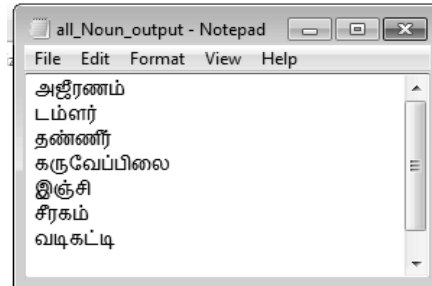 all_Noun_output - Notepad
File Edit Format View Help
அஜீரணம்
டம்ளர்
தண்ணீர்
கருவேப்பிலை
இஞ்சி
சீரகம்
வடிகட்டி